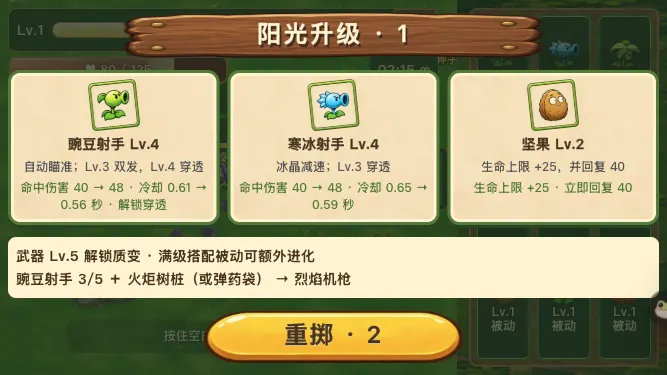 阳光升级 · 1
Lv.1
80 / 125
02:15
豌豆射手 Lv.4
自动瞄准；Lv.3 双发，Lv.4 穿透
命中伤害 40 → 48 · 冷却 0.61 →
0.56 秒 · 解锁穿透
寒冰射手 Lv.4
冰晶减速；Lv.3 穿透
命中伤害 40 → 48 · 冷却 0.65 →
0.59 秒
坚果 Lv.2
生命上限 +25，并回复 40
生命上限 +25 · 立即回复 40
武器 Lv.5 解锁质变 · 满级搭配被动可额外进化
豌豆射手 3/5 + 火炬树桩（或弹药袋） → 烈焰机枪
Lv.1
被动
Lv.1
被动
Lv.1
被动
按住空
重掷 · 2